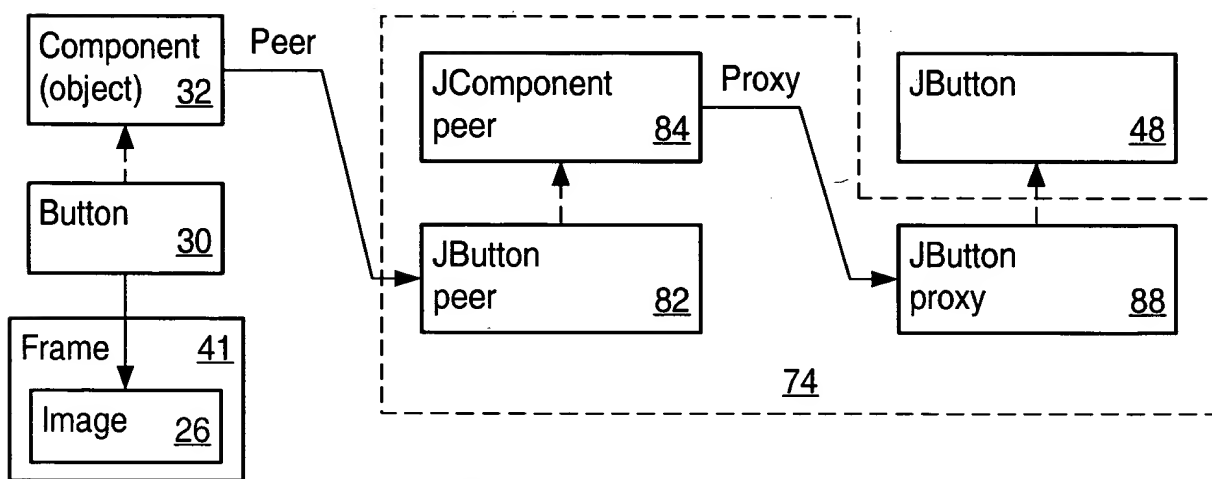 Component
(object) 32
Peer
JComponent
peer 84
Proxy
JButton
48
Button
30
JButton
peer 82
JButton
proxy 88
Frame 41
Image 26
74